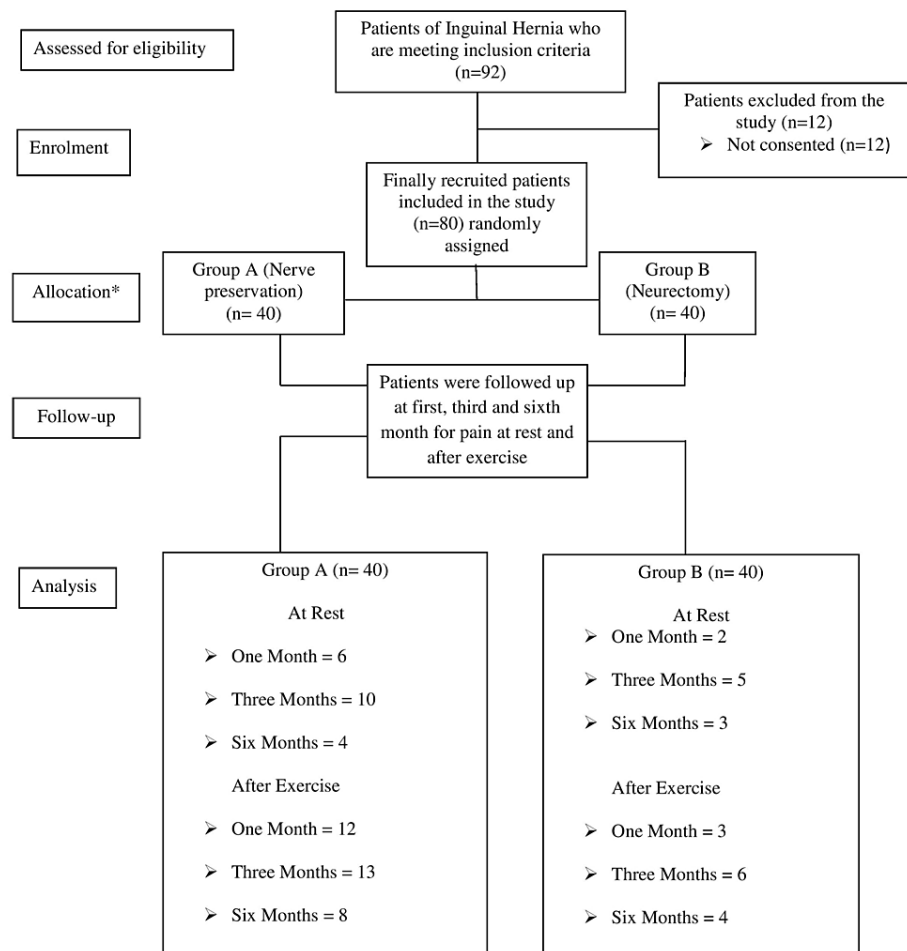 Assessed for eligibility
Patients of Inguinal Hernia who
are meeting inclusion criteria
(n=92)
Patients excluded from the
study (n=12)
➢ Not consented (n=12)
Enrolment
Finally recruited patients
included in the study
(n=80) randomly
assigned
Allocation*
Group A (Nerve
preservation)
(n= 40)
Group B
(Neurectomy)
(n= 40)
Follow-up
Patients were followed up
at first, third and sixth
month for pain at rest and
after exercise
Analysis
Group A (n= 40)
At Rest
➢ One Month = 6
➢ Three Months = 10
➢ Six Months = 4
After Exercise
➢ One Month = 12
➢ Three Months = 13
➢ Six Months = 8
Group B (n= 40)
At Rest
➢ One Month = 2
➢ Three Months = 5
➢ Six Months = 3
After Exercise
➢ One Month = 3
➢ Three Months = 6
➢ Six Months = 4